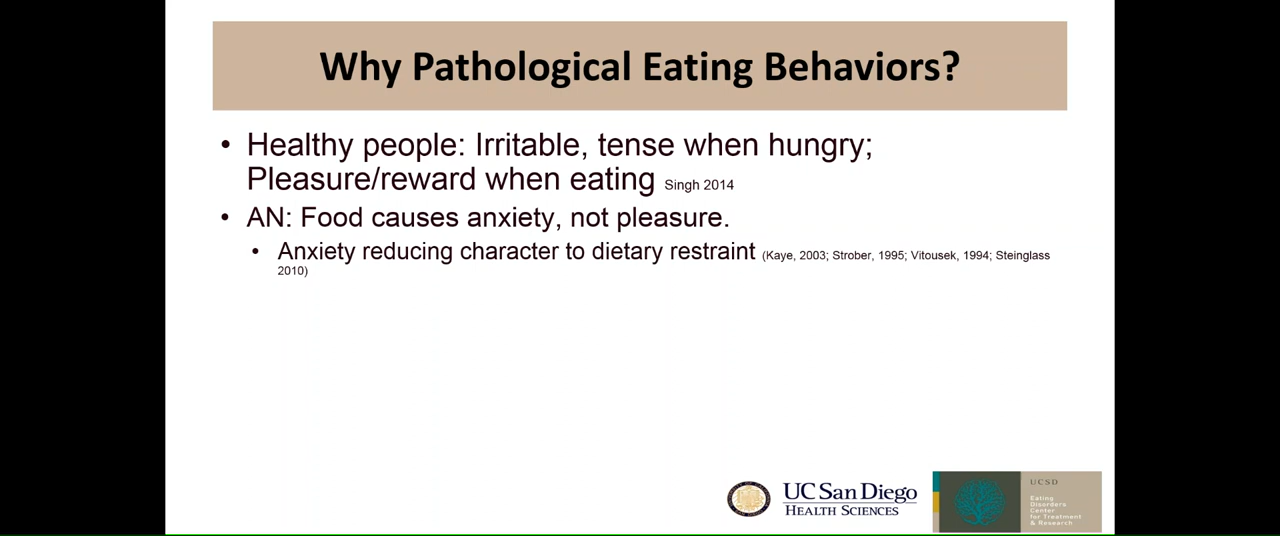 Why Pathological Eating Behaviors?
• Healthy people: Irritable, tense when hungry;
Pleasure/reward when eating Singh 2014
• AN: Food causes anxiety, not pleasure.
• Anxiety reducing character to dietary restraint (Kaye, 2003; Strober, 1995; Vitousek, 1994; Steinglass
2010)
UC San Diego
HEALTH SCIENCES
UCSD
Eating
Disorders
Center
for Treatment
& Research